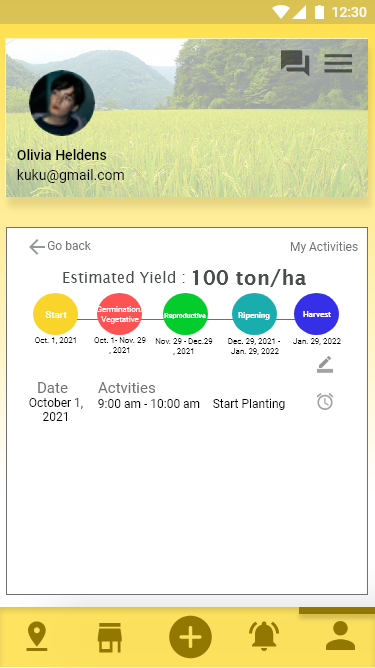 12:30
Olivia Heldens
kuku@gmail.com
Go back
My Activities
Estimated Yield : 100 ton/ha
Start
Germination,
Vegetative
Reproductive
Ripening
Harvest
Oct. 1, 2021
Oct. 1- Nov. 29
, 2021
Nov. 29 - Dec.29
, 2021
Dec. 29, 2021 -
Jan. 29, 2022
Jan. 29, 2022
Date
Actvities
October 1,
2021
9:00 am - 10:00 am
Start Planting